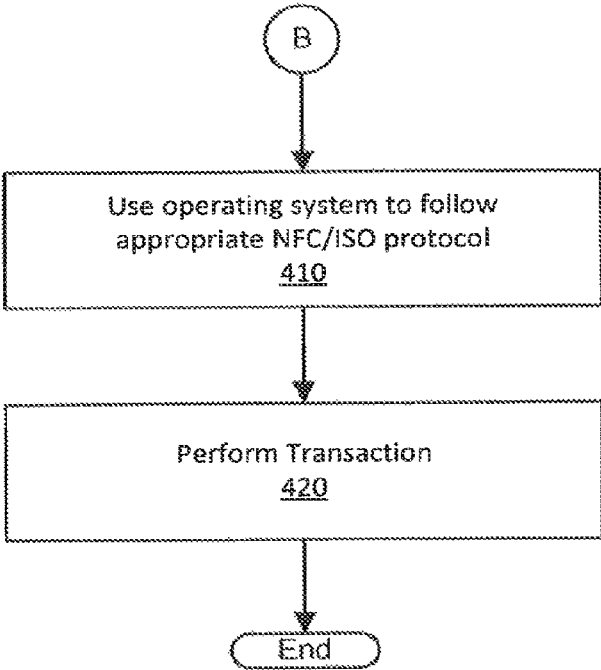 B
Use operating system to follow
appropriate NFC/ISO protocol
410
Perform Transaction
420
End